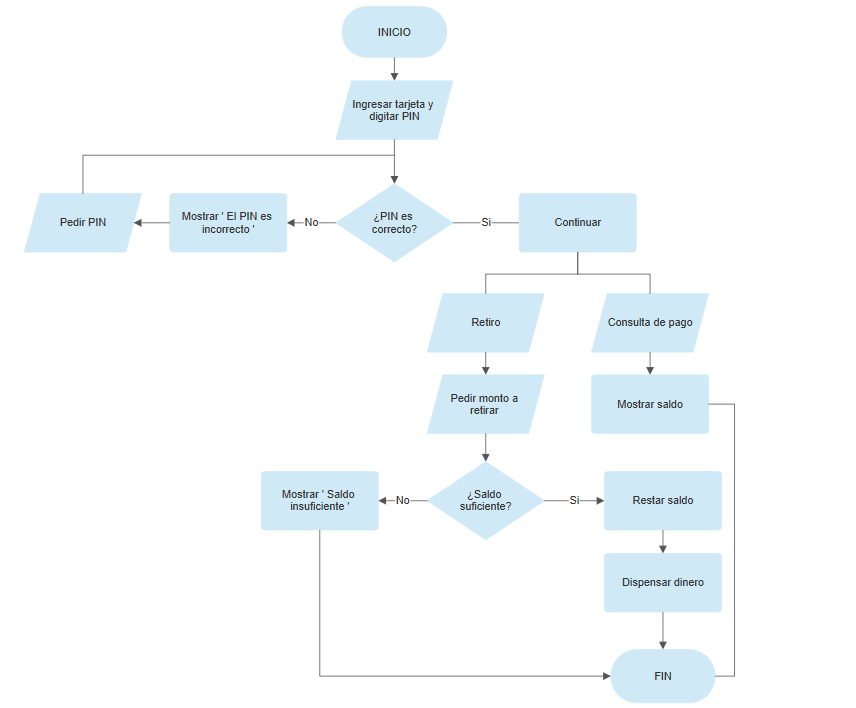 INICIO
Ingresar tarjeta y
digitar PIN
Pedir PIN
Mostrar ' El PIN es
incorrecto '
No
¿PIN es
correcto?
Si
Continuar
Retiro
Consulta de pago
Pedir monto a
retirar
Mostrar saldo
Mostrar ' Saldo
insuficiente '
No
¿Saldo
suficiente?
Si
Restar saldo
Dispensar dinero
FIN